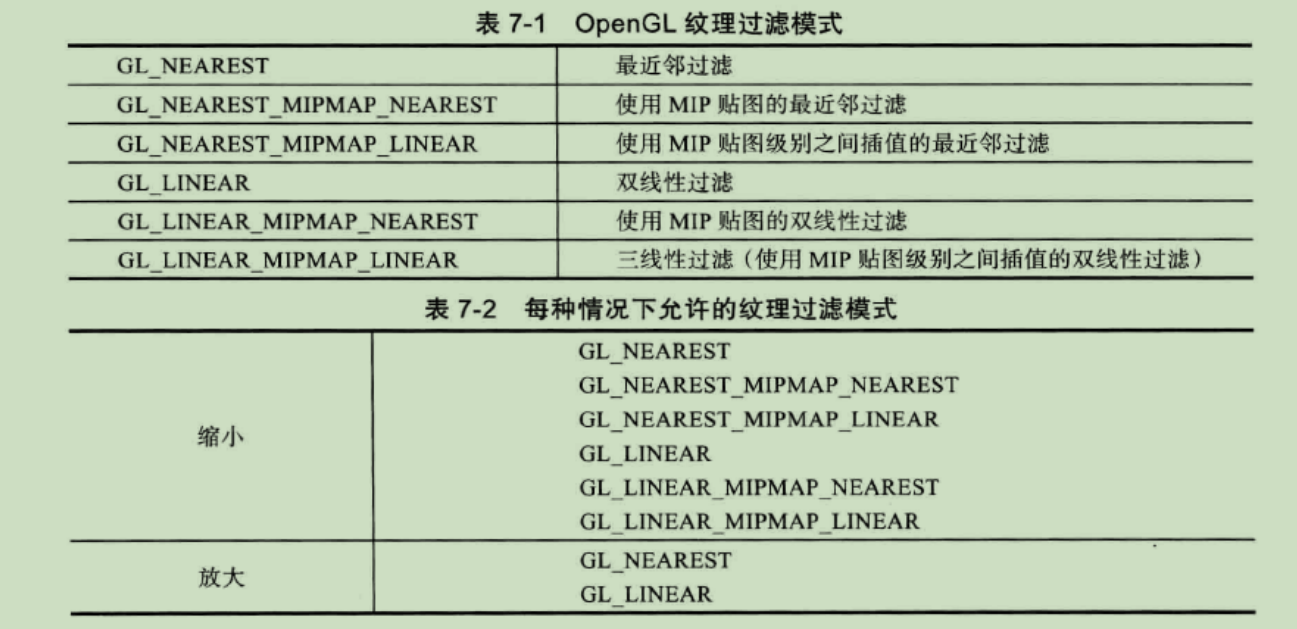 表 7-1 OpenGL 纹理过滤模式
GL_NEAREST 最近邻过滤
GL_NEAREST_MIPMAP_NEAREST 使用 MIP 贴图的最近邻过滤
GL_NEAREST_MIPMAP_LINEAR 使用 MIP 贴图级别之间插值的最近邻过滤
GL_LINEAR 双线性过滤
GL_LINEAR_MIPMAP_NEAREST 使用 MIP 贴图的双线性过滤
GL_LINEAR_MIPMAP_LINEAR 三线性过滤（使用 MIP 贴图级别之间插值的双线性过滤）
表 7-2 每种情况下允许的纹理过滤模式
缩小
GL_NEAREST
GL_NEAREST_MIPMAP_NEAREST
GL_NEAREST_MIPMAP_LINEAR
GL_LINEAR
GL_LINEAR_MIPMAP_NEAREST
GL_LINEAR_MIPMAP_LINEAR
放大
GL_NEAREST
GL_LINEAR